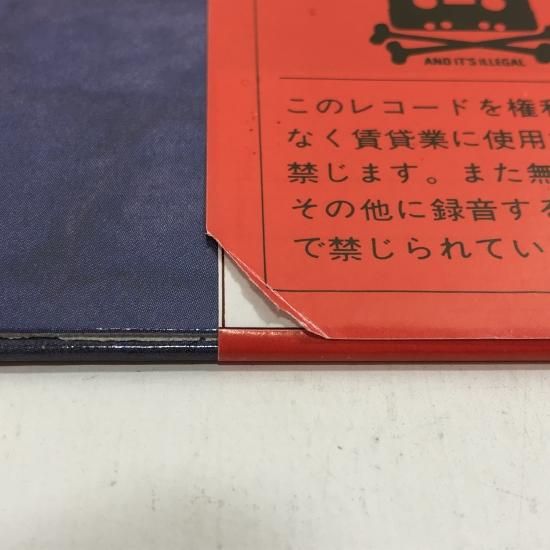 AND IT'S ILLEGAL
このレコードを権利
なく賃貸業に使用
禁じます。また無
その他に録音する
で禁じられてい